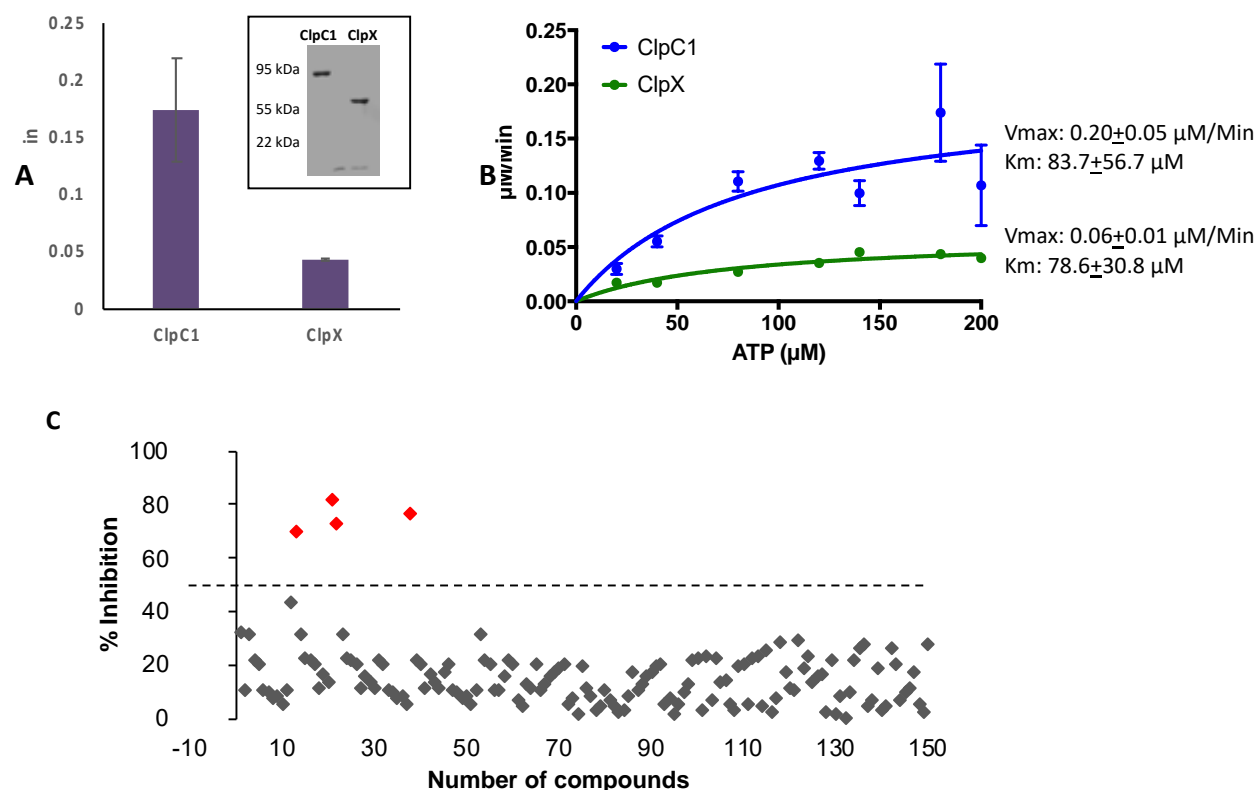 A
0.25
0.2
0.15
0.1
0.05
0
in
ClpC1 ClpX
ClpC1 ClpX
95 kDa
55 kDa
22 kDa
B
0.25
0.20
0.15
0.10
0.05
0.00
µM/Min
ClpC1
ClpX
0 50 100 150 200
ATP (µM)
Vmax: 0.20±0.05 µM/Min
Km: 83.7±56.7 µM
Vmax: 0.06±0.01 µM/Min
Km: 78.6±30.8 µM
C
100
80
60
40
20
0
% Inhibition
-10 10 30 50 70 90 110 130 150
Number of compounds